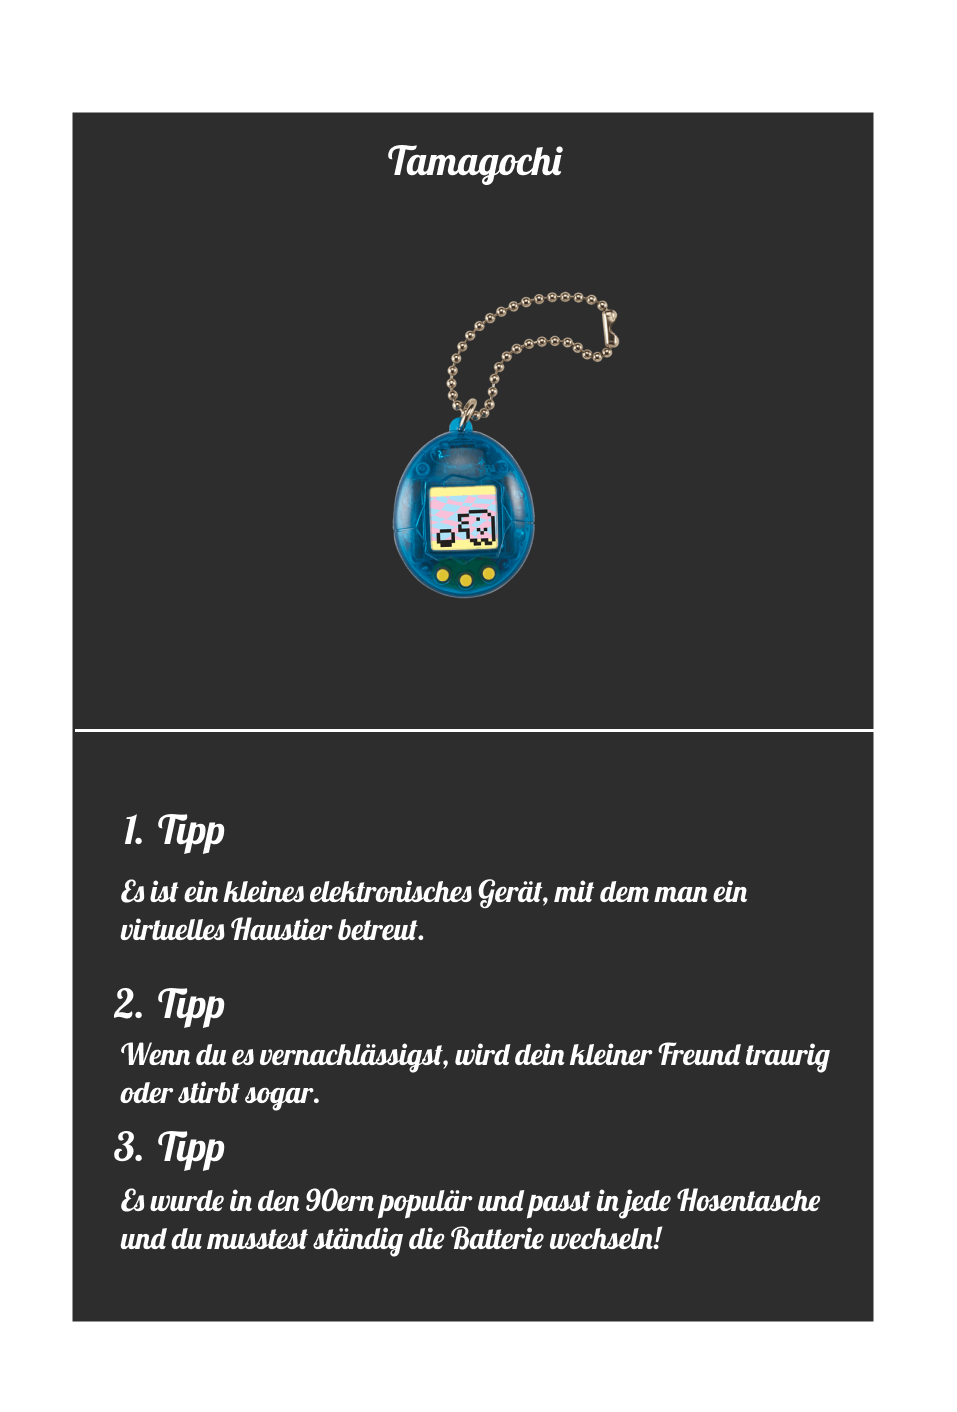 Tamagochi
1. Tipp
Es ist ein kleines elektronisches Gerät, mit dem man ein
virtuelles Haustier betreut.
2. Tipp
Wenn du es vernachlässigst, wird dein kleiner Freund traurig
oder stirbt sogar.
3. Tipp
Es wurde in den 90ern populär und passt in jede Hosentasche
und du musstest ständig die Batterie wechseln!